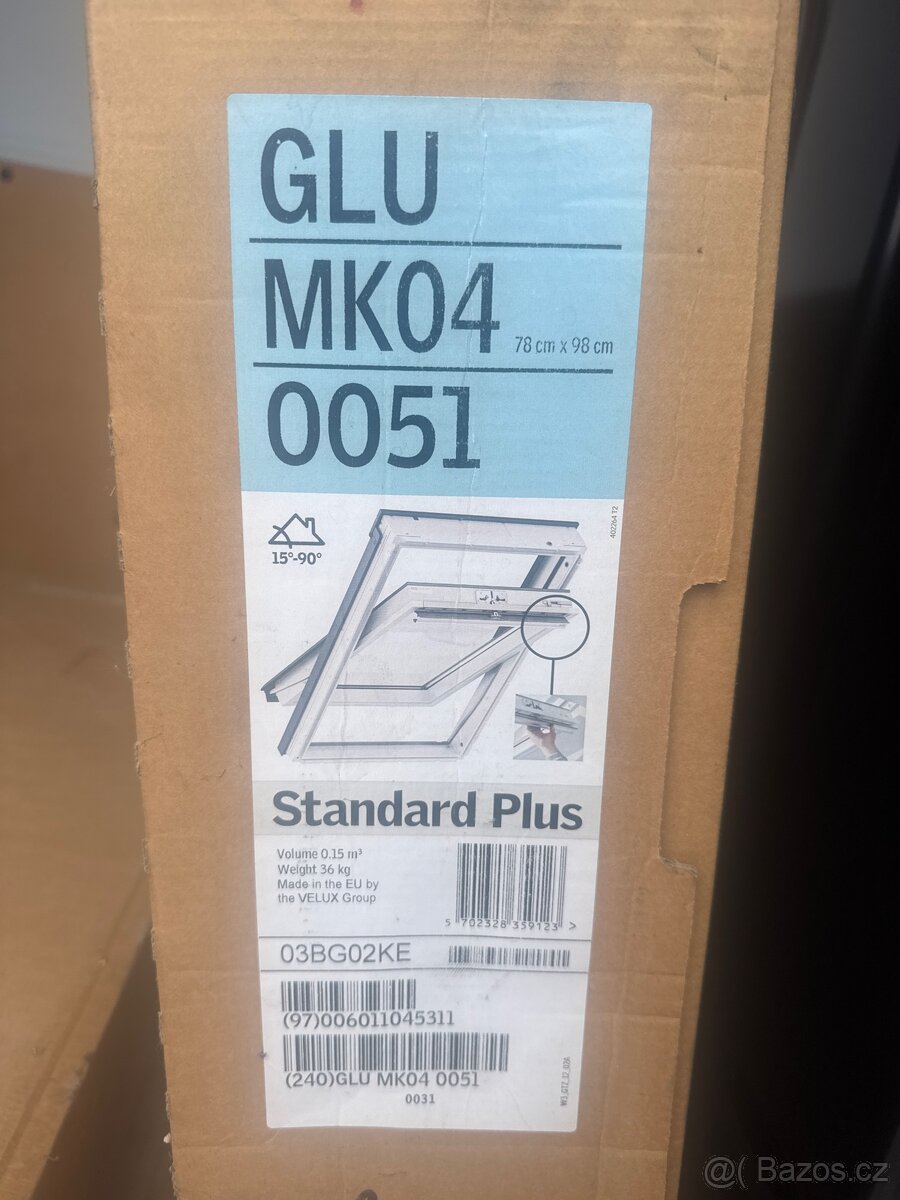 GLU
MK04 78 cm x 98 cm
0051
15°-90°
402264 T2
Standard Plus
Volume 0.15 m³
Weight 36 kg
Made in the EU by
the VELUX Group
5 702328 359123 >
03BG02KE
(97)006011045311
(240)GLU MK04 0051
0031
@( Bazos.cz